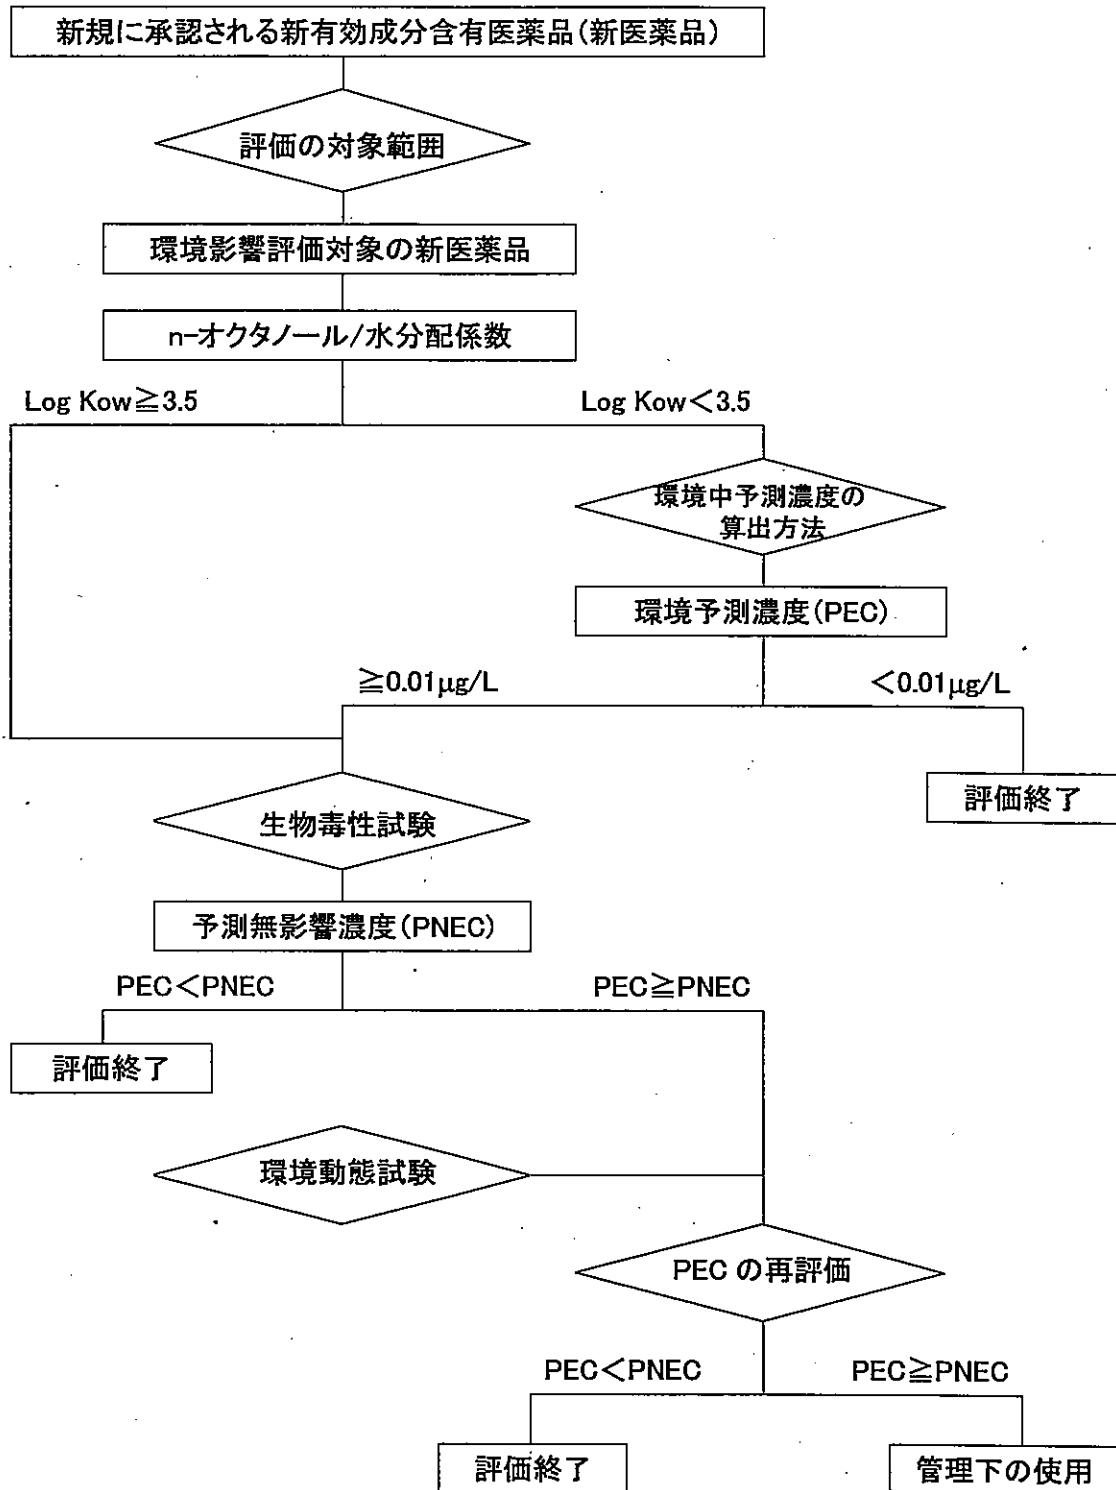 新規に承認される新有効成分含有医薬品(新医薬品)
評価の対象範囲
環境影響評価対象の新医薬品
n-オクタノール/水分配係数
Log Kow≧3.5
Log Kow<3.5
環境中予測濃度の
算出方法
環境予測濃度(PEC)
≧0.01μg/L
<0.01μg/L
評価終了
生物毒性試験
予測無影響濃度(PNEC)
PEC<PNEC
PEC≧PNEC
評価終了
環境動態試験
PEC の再評価
PEC<PNEC
PEC≧PNEC
評価終了
管理下の使用